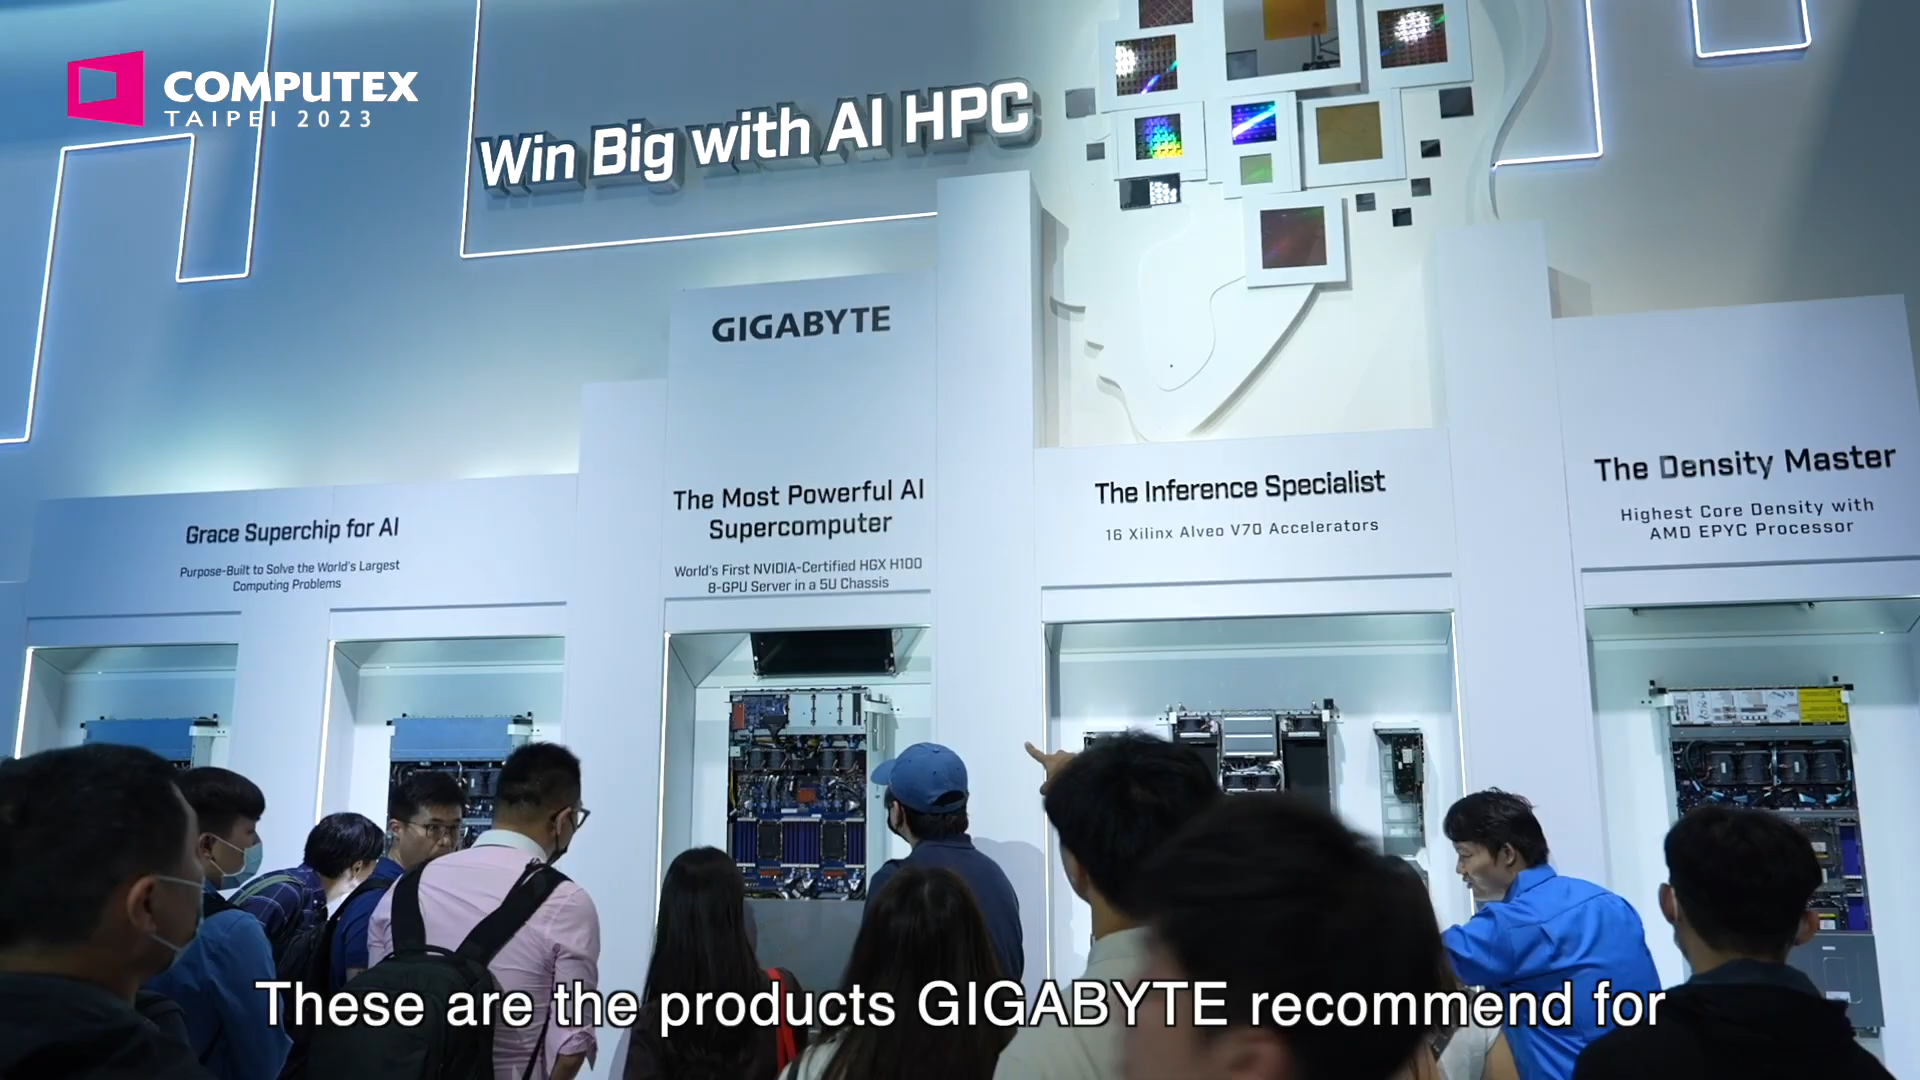 COMPUTEX
TAIPEI 2023
Win Big with AI HPC
GIGABYTE
Grace Superchip for AI
Purpose-Built to Solve the World's Largest
Computing Problems
The Most Powerful AI
Supercomputer
World's First NVIDIA-Certified HGX H100
8-GPU Server in a 5U Chassis
The Inference Specialist
16 Xilinx Alveo V70 Accelerators
The Density Master
Highest Core Density with
AMD EPYC Processor
These are the products GIGABYTE recommend for